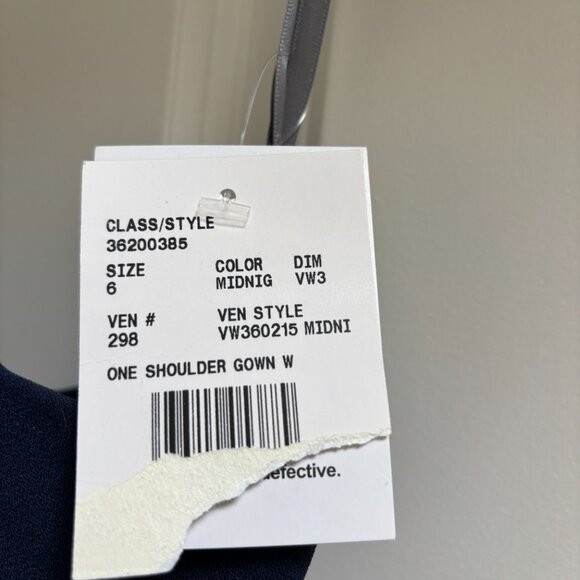 CLASS/STYLE
36200385
SIZE COLOR DIM
6 MIDNIG VW3
VEN # VEN STYLE
298 VW360215 MIDNI
ONE SHOULDER GOWN W
defective.